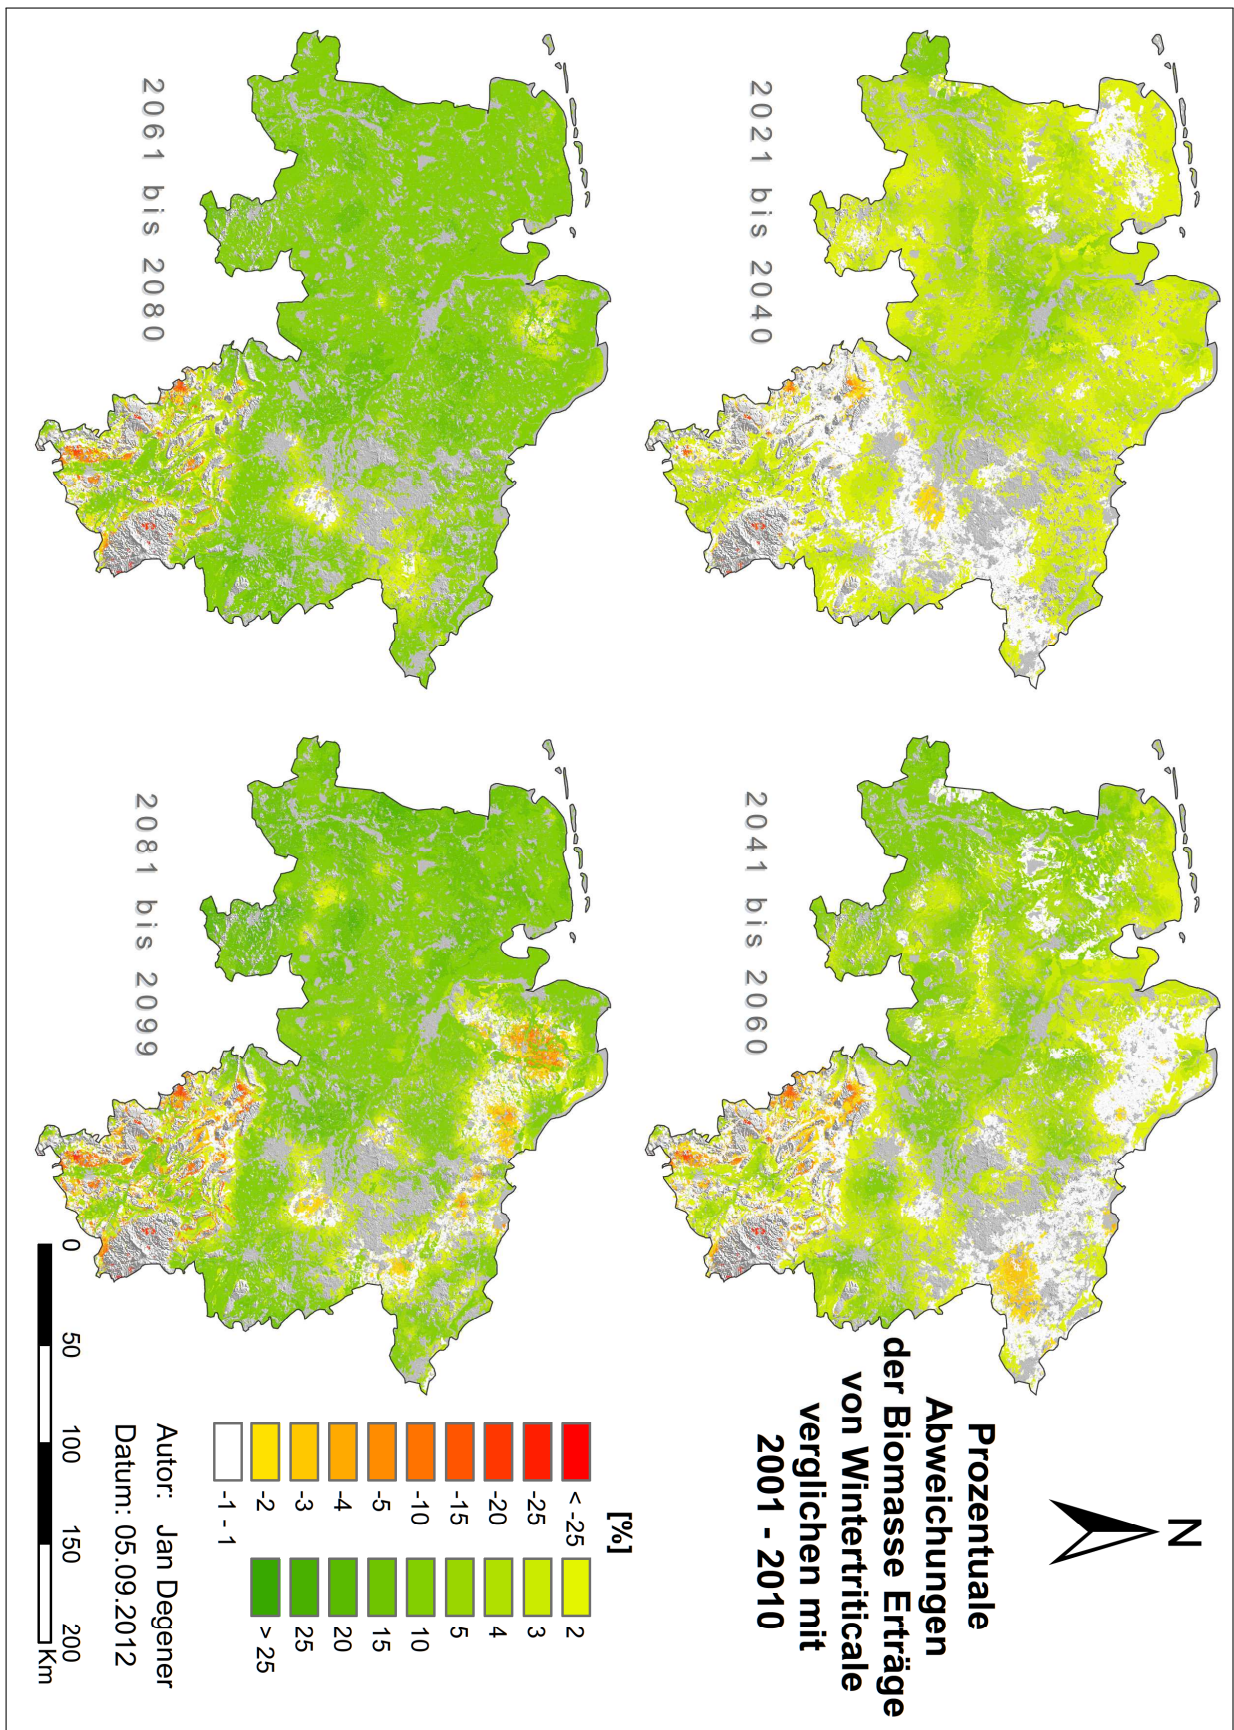 2021 bis 2040
2041 bis 2060
2061 bis 2080
2081 bis 2099
N
Prozentuale
Abweichungen
der Biomasse Erträge
von Wintertriticale
verglichen mit
2001 - 2010
[%]
< -25
-25
-20
-15
-10
-5
-4
-3
-2
-1 - 1
2
3
4
5
10
15
20
25
> 25
Autor: Jan Degener
Datum: 05.09.2012
0 50 100 150 200
Km